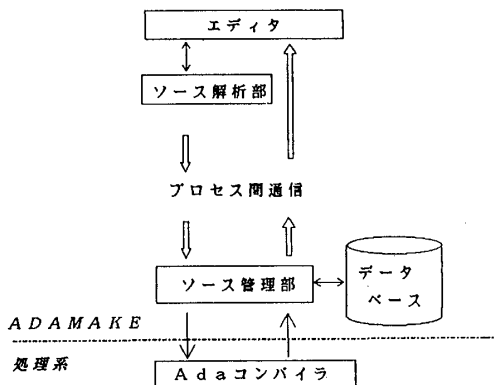 エディタ
ソース解析部
プロセス間通信
ソース管理部
データ
ベース
ADAMAKE
処理系
Adaコンパイラ